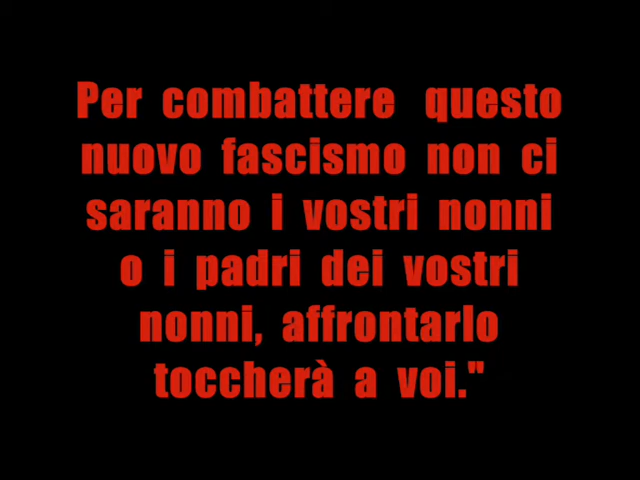 Per combattere questo
nuovo fascismo non ci
saranno i vostri nonni
o i padri dei vostri
nonni, affrontarlo
toccherà a voi."